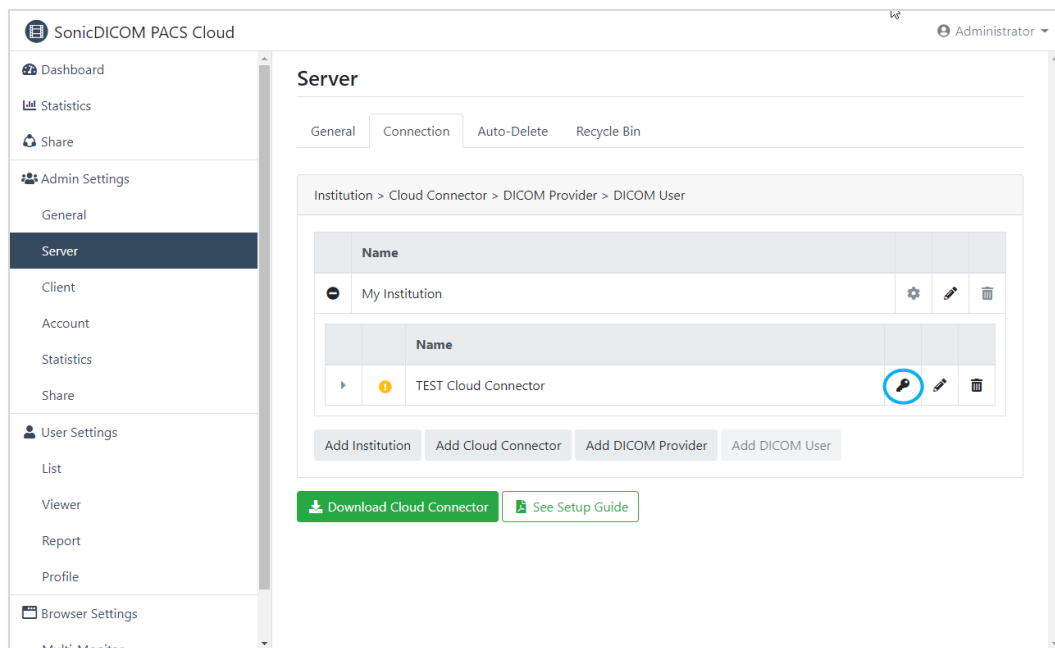 SonicDICOM PACS Cloud
Administrator
Dashboard
Statistics
Share
Admin Settings
General
Server
Client
Account
Statistics
Share
User Settings
List
Viewer
Report
Profile
Browser Settings
Multi-Monitor
Server
General Connection Auto-Delete Recycle Bin
Institution > Cloud Connector > DICOM Provider > DICOM User
Name
My Institution
Name
TEST Cloud Connector
Add Institution Add Cloud Connector Add DICOM Provider Add DICOM User
Download Cloud Connector See Setup Guide